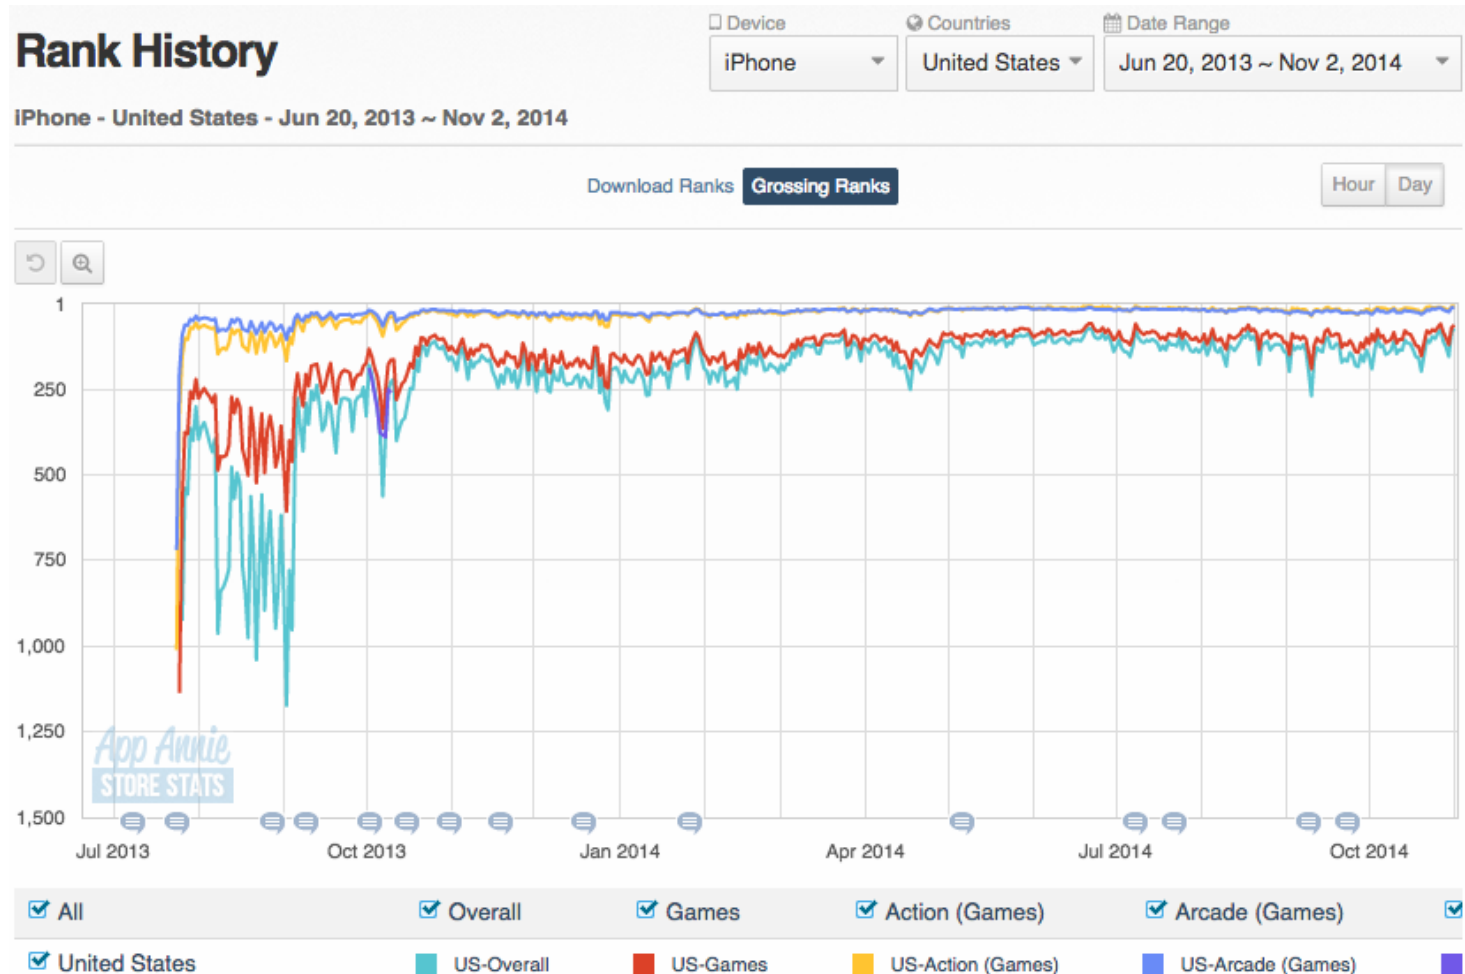 Device
Countries
Date Range
Rank History
iPhone
United States
Jun 20, 2013 ~ Nov 2, 2014
iPhone - United States - Jun 20, 2013 ~ Nov 2, 2014
Download Ranks
Grossing Ranks
Hour
Day
1
250
500
750
1,000
1,250
1,500
App Annie
STORE STATS
Jul 2013
Oct 2013
Jan 2014
Apr 2014
Jul 2014
Oct 2014
All
Overall
Games
Action (Games)
Arcade (Games)
United States
US-Overall
US-Games
US-Action (Games)
US-Arcade (Games)